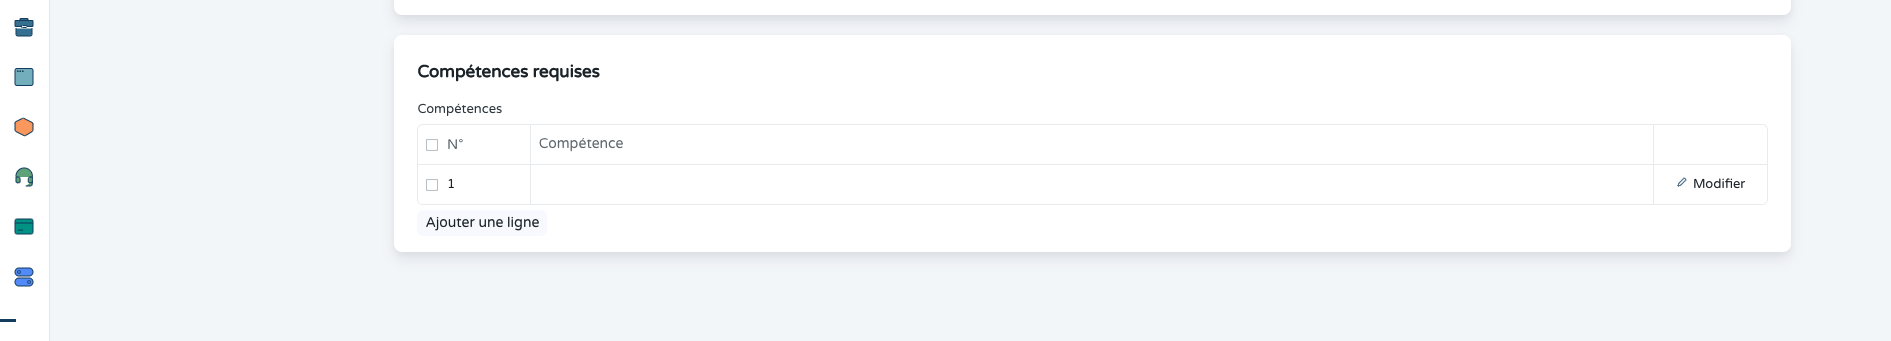 Compétences requises
Compétences
N° Compétence
1 Modifier
Ajouter une ligne